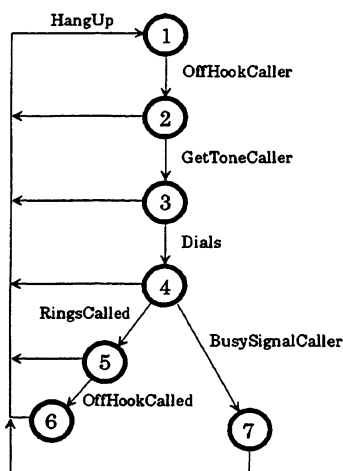 HangUp
1
OffHookCaller
2
GetToneCaller
3
Dials
4
RingsCalled
BusySignalCaller
5
OffHookCalled
6
7